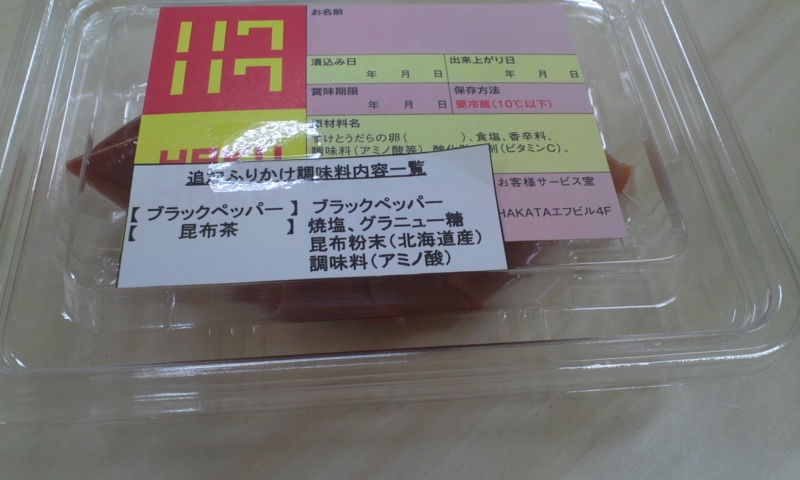 お名前
漬込み日
年 月 日
出来上がり日
年 月 日
賞味期限
年 月 日
保存方法
要冷蔵(10℃以下)
原材料名
すけとうだらの卵( )、食塩、香辛料、
調味料(アミノ酸等)、酸化防止剤(ビタミンC)、
お客様サービス室
HAKATAエフビル4F
追加ふりかけ調味料内容一覧
【 ブラックペッパー 】 ブラックペッパー
【 昆布茶 】 焼塩、グラニュー糖
昆布粉末(北海道産)
調味料(アミノ酸)